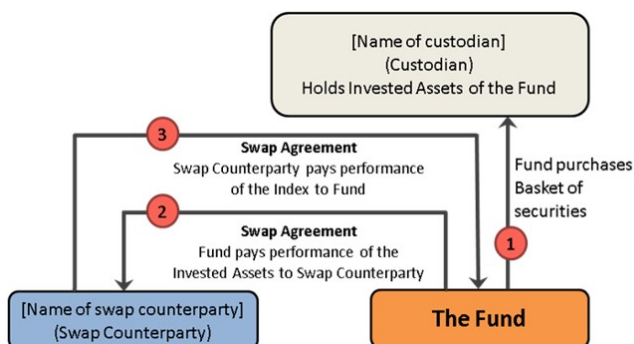 [Name of custodian]
(Custodian)
Holds Invested Assets of the Fund
3
Swap Agreement
Swap Counterparty pays performance
of the Index to Fund
Fund purchases
Basket of
securities
2
Swap Agreement
Fund pays performance of the
Invested Assets to Swap Counterparty
1
[Name of swap counterparty]
(Swap Counterparty)
The Fund